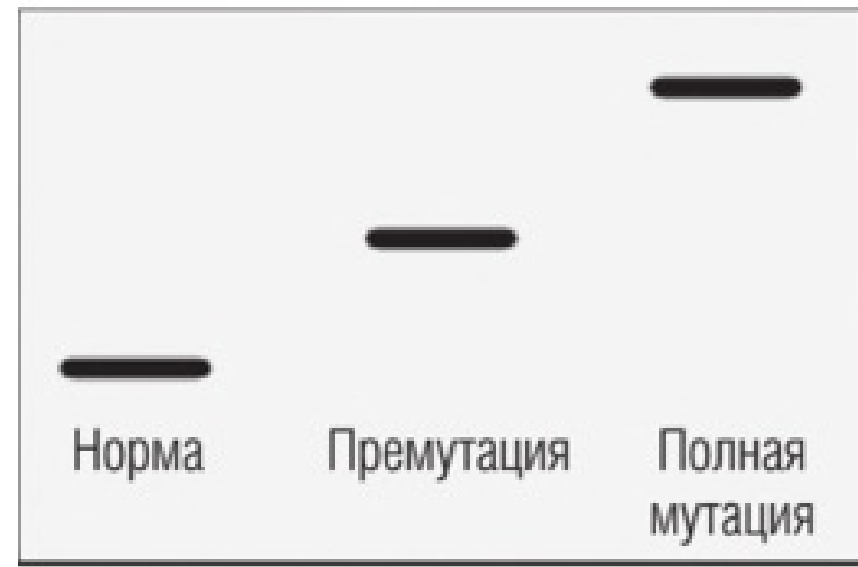 Норма Премутация Полная
мутация